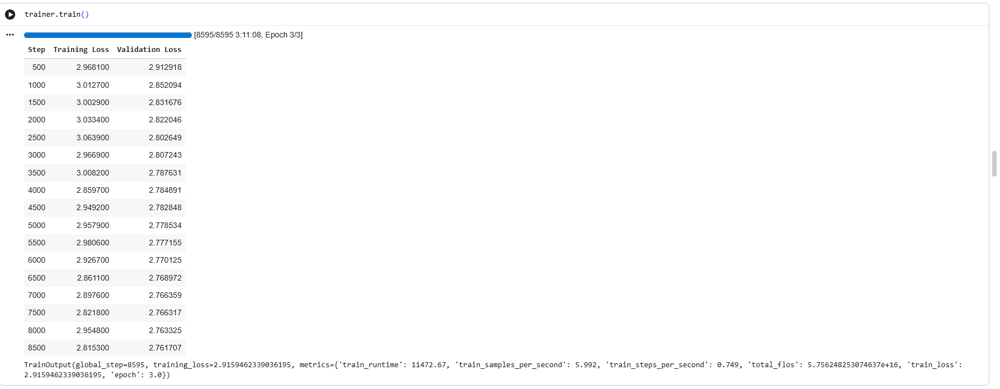 trainer.train()
[8595/8595 3:11:08, Epoch 3/3]
Step Training Loss Validation Loss
500 2.968100 2.912918
1000 3.012700 2.852094
1500 3.002900 2.831676
2000 3.033400 2.822046
2500 3.063900 2.802649
3000 2.966900 2.807243
3500 3.008200 2.787631
4000 2.859700 2.784891
4500 2.949200 2.782848
5000 2.957900 2.778534
5500 2.980600 2.777155
6000 2.926700 2.770125
6500 2.861100 2.768972
7000 2.897600 2.766359
7500 2.821800 2.766317
8000 2.954800 2.763325
8500 2.815300 2.761707
TrainOutput(global_step=8595, training_loss=2.9159462339036195, metrics={'train_runtime': 11472.67, 'train_samples_per_second': 5.992, 'train_steps_per_second': 0.749, 'total_flos': 5.756248253074637e+16, 'train_loss':
2.9159462339036195, 'epoch': 3.0})